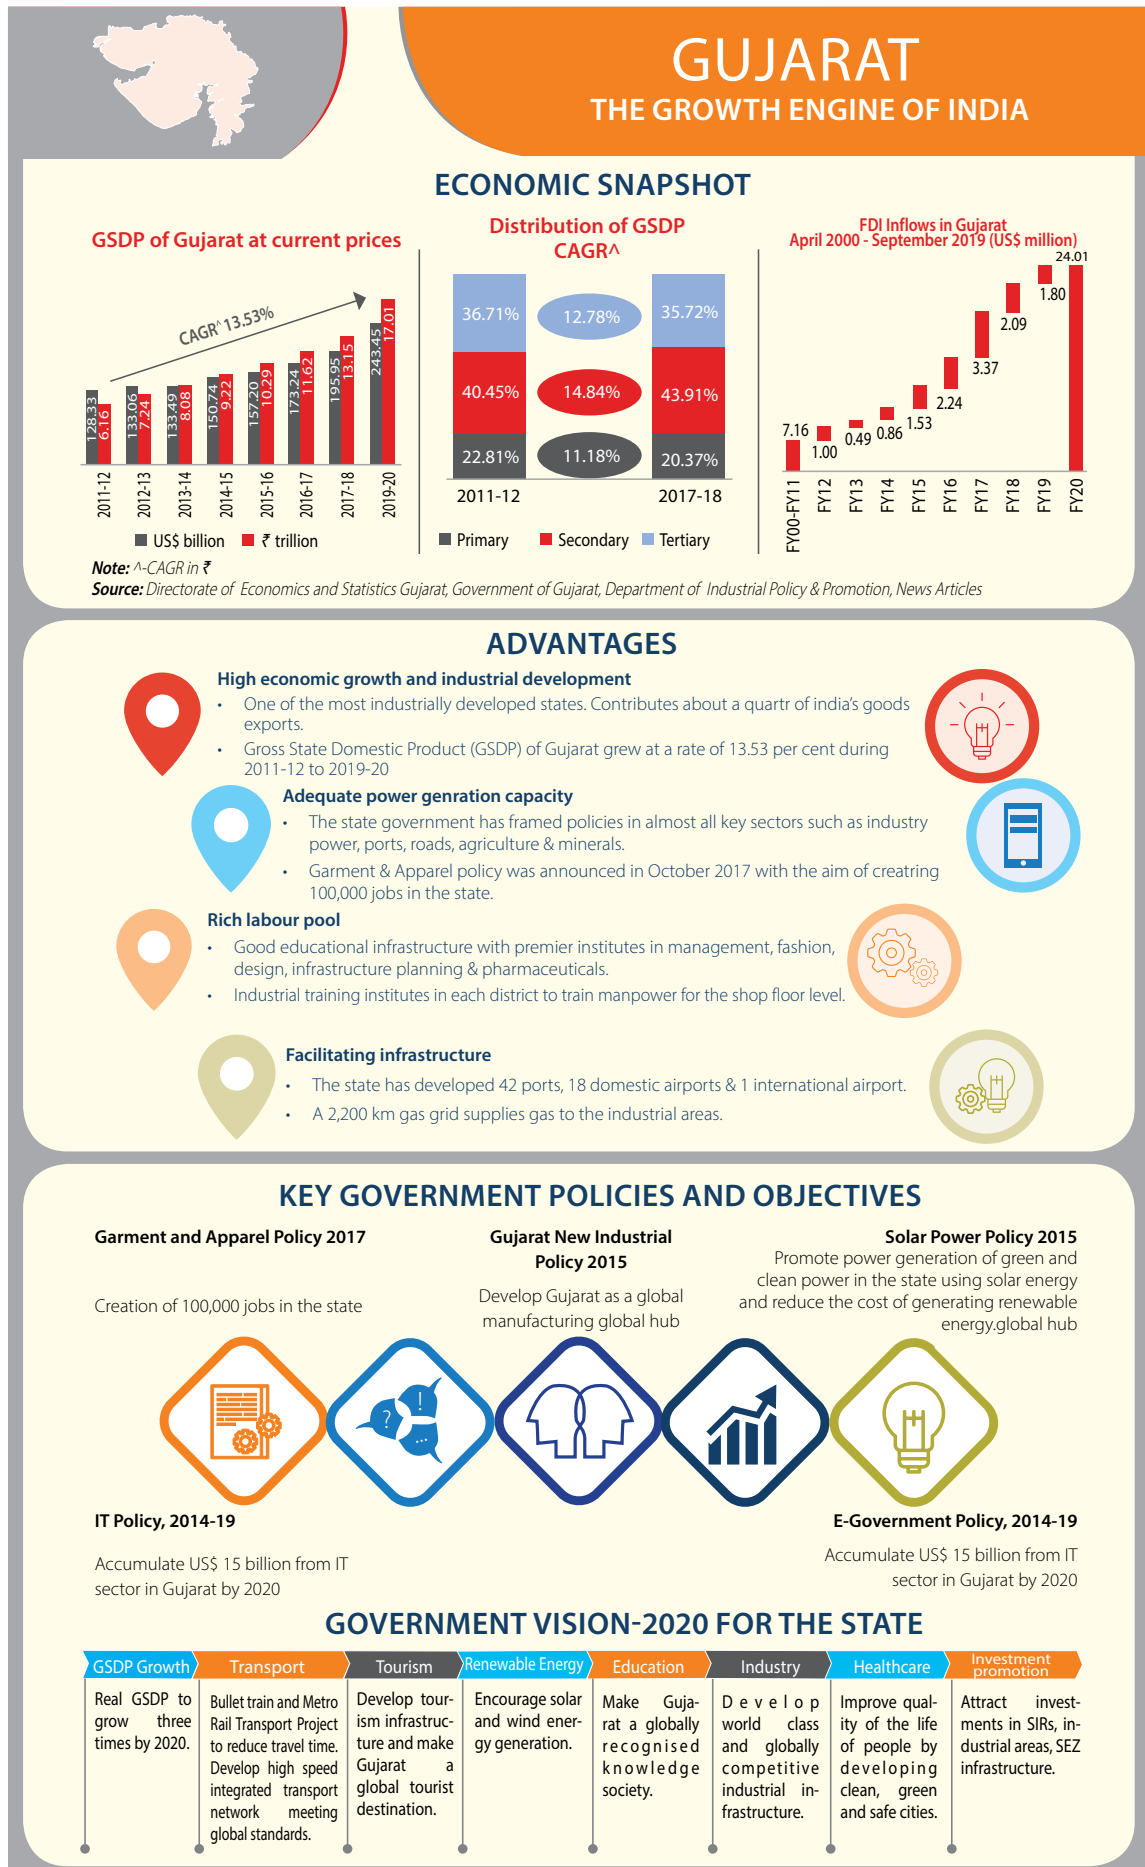 GUJARAT
THE GROWTH ENGINE OF INDIA
ECONOMIC SNAPSHOT
GSDP of Gujarat at current prices
CAGR^ 13.53%
128.33
6.16
133.06
7.24
133.49
8.08
150.74
9.22
157.20
10.29
173.24
11.62
195.95
13.15
243.45
17.01
2011-12
2012-13
2013-14
2014-15
2015-16
2016-17
2017-18
2019-20
US$ billion
₹ trillion
Distribution of GSDP
CAGR^
36.71%
12.78%
35.72%
40.45%
14.84%
43.91%
22.81%
11.18%
20.37%
2011-12
2017-18
Primary
Secondary
Tertiary
FDI Inflows in Gujarat
April 2000 - September 2019 (US$ million)
7.16
1.00
0.49
0.86
1.53
2.24
3.37
2.09
1.80
24.01
FY00-FY11
FY12
FY13
FY14
FY15
FY16
FY17
FY18
FY19
FY20
Note: ^-CAGR in ₹
Source: Directorate of Economics and Statistics Gujarat, Government of Gujarat, Department of Industrial Policy & Promotion, News Articles
ADVANTAGES
High economic growth and industrial development
• One of the most industrially developed states. Contributes about a quartr of india's goods
exports.
• Gross State Domestic Product (GSDP) of Gujarat grew at a rate of 13.53 per cent during
2011-12 to 2019-20
Adequate power genration capacity
• The state government has framed policies in almost all key sectors such as industry
power, ports, roads, agriculture & minerals.
• Garment & Apparel policy was announced in October 2017 with the aim of creatring
100,000 jobs in the state.
Rich labour pool
• Good educational infrastructure with premier institutes in management, fashion,
design, infrastructure planning & pharmaceuticals.
• Industrial training institutes in each district to train manpower for the shop floor level.
Facilitating infrastructure
• The state has developed 42 ports, 18 domestic airports & 1 international airport.
• A 2,200 km gas grid supplies gas to the industrial areas.
KEY GOVERNMENT POLICIES AND OBJECTIVES
Garment and Apparel Policy 2017
Creation of 100,000 jobs in the state
Gujarat New Industrial
Policy 2015
Develop Gujarat as a global
manufacturing global hub
Solar Power Policy 2015
Promote power generation of green and
clean power in the state using solar energy
and reduce the cost of generating renewable
energy.global hub
?
!
...
IT Policy, 2014-19
Accumulate US$ 15 billion from IT
sector in Gujarat by 2020
E-Government Policy, 2014-19
Accumulate US$ 15 billion from IT
sector in Gujarat by 2020
GOVERNMENT VISION-2020 FOR THE STATE
GSDP Growth
Real GSDP to
grow three
times by 2020.
Transport
Bullet train and Metro
Rail Transport Project
to reduce travel time.
Develop high speed
integrated transport
network meeting
global standards.
Tourism
Develop tour-
ism infrastruc-
ture and make
Gujarat a
global tourist
destination.
Renewable Energy
Encourage solar
and wind ener-
gy generation.
Education
Make Guja-
rat a globally
recognised
knowledge
society.
Industry
Develop
world class
and globally
competitive
industrial in-
frastructure.
Healthcare
Improve qual-
ity of the life
of people by
developing
clean, green
and safe cities.
Investment
promotion
Attract invest-
ments in SIRs, in-
dustrial areas, SEZ
infrastructure.